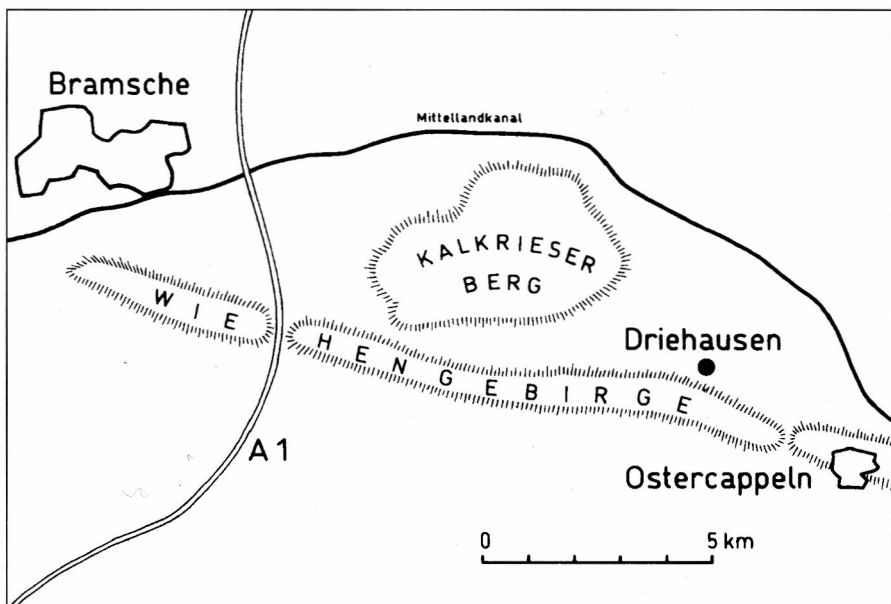 Bramsche
Mittellandkanal
KALKRIESER
BERG
WIE
HENGEBIRGE
Driehausen
A1
Ostercappeln
0 5 km